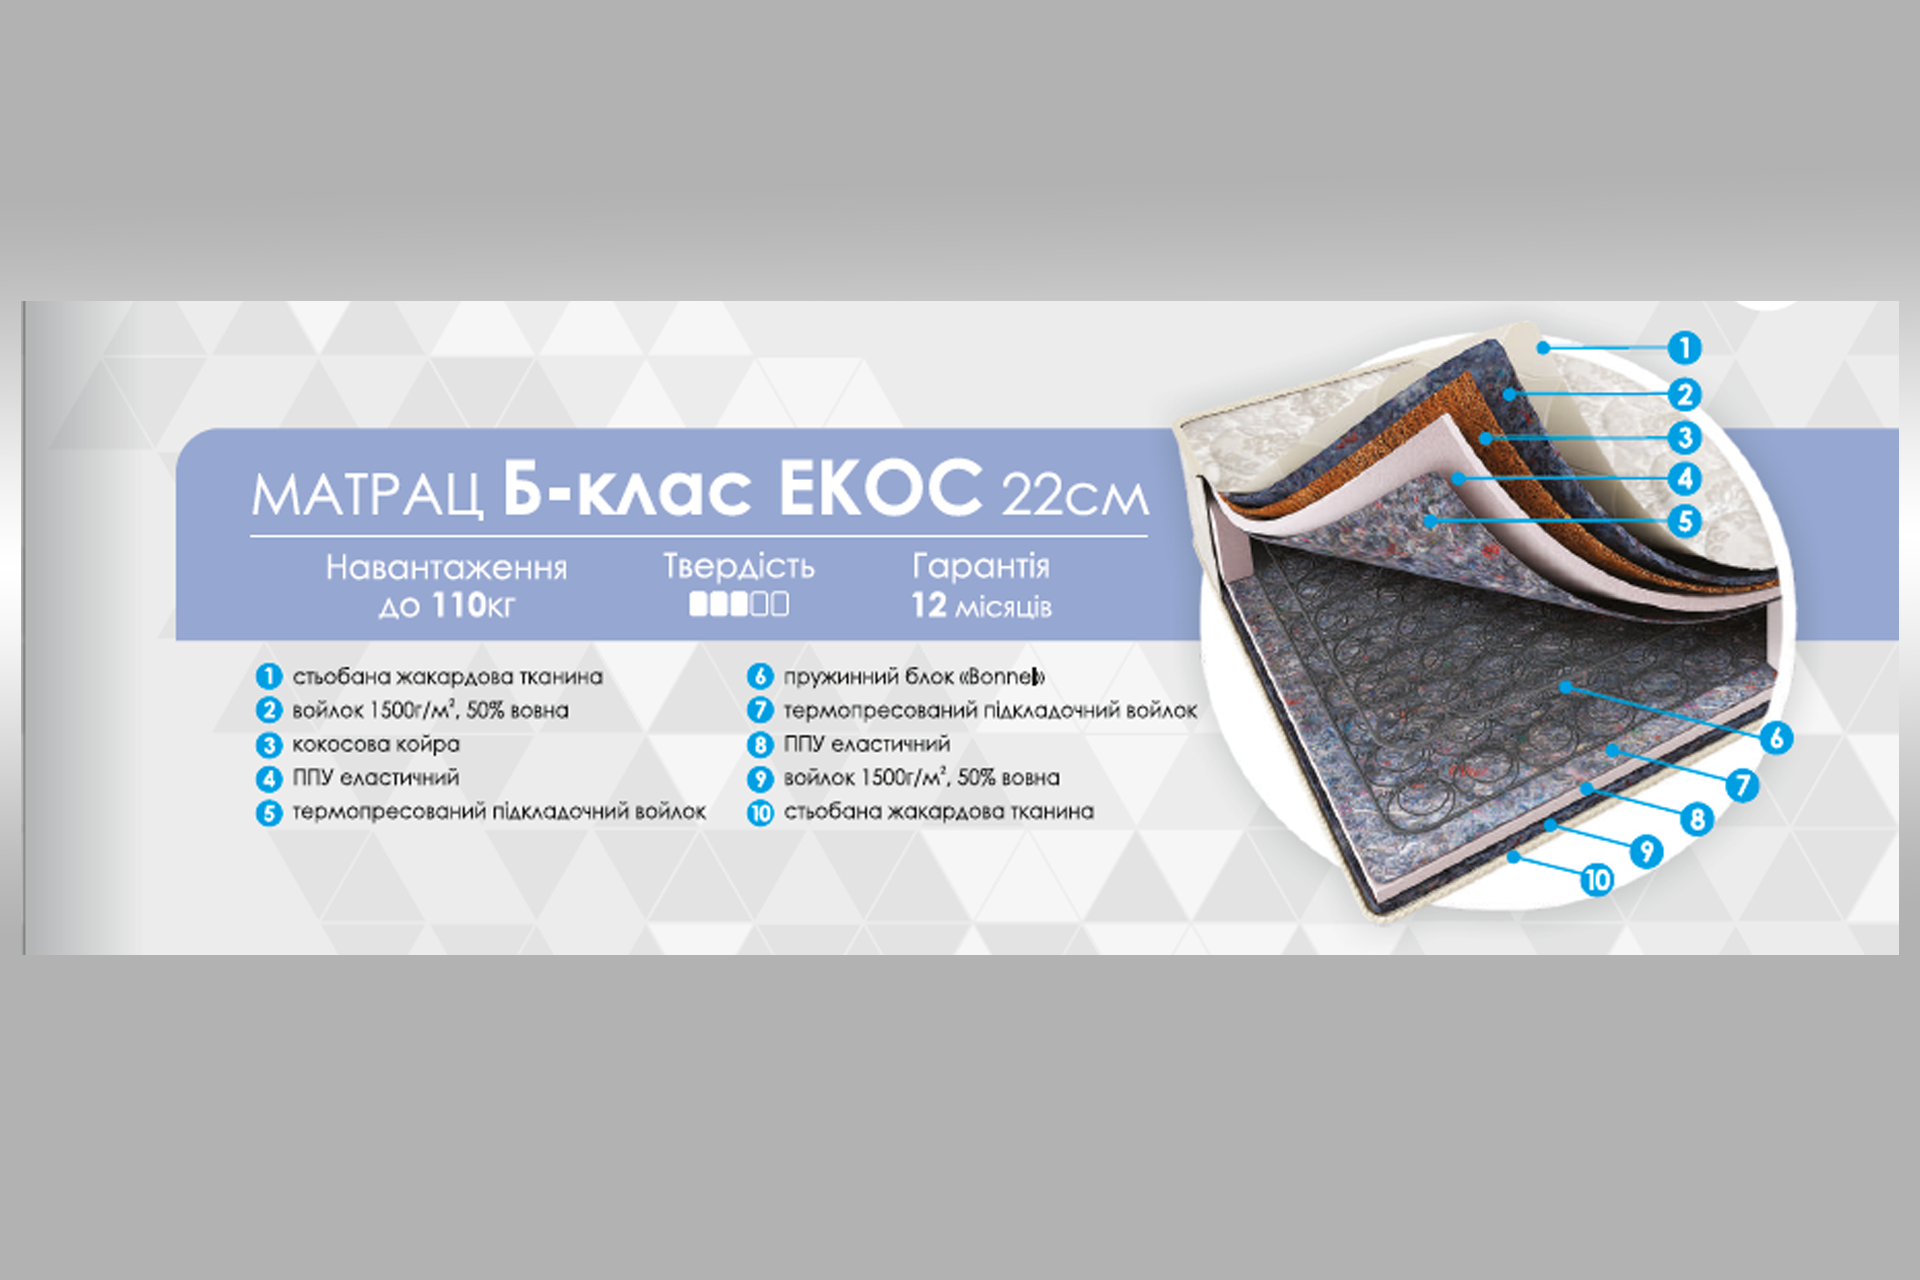 МАТРАЦ Б-клас ЕКОС 22см
Навантаження до 110кг
Твердість
Гарантія 12 місяців
1 стьобана жакардова тканина
2 войлок 1500г/м², 50% вовна
3 кокосова койра
4 ППУ еластичний
5 термопресований підкладочний войлок
6 пружинний блок «Bonnel»
7 термопресований підкладочний войлок
8 ППУ еластичний
9 войлок 1500г/м², 50% вовна
10 стьобана жакардова тканина
1
2
3
4
5
6
7
8
9
10